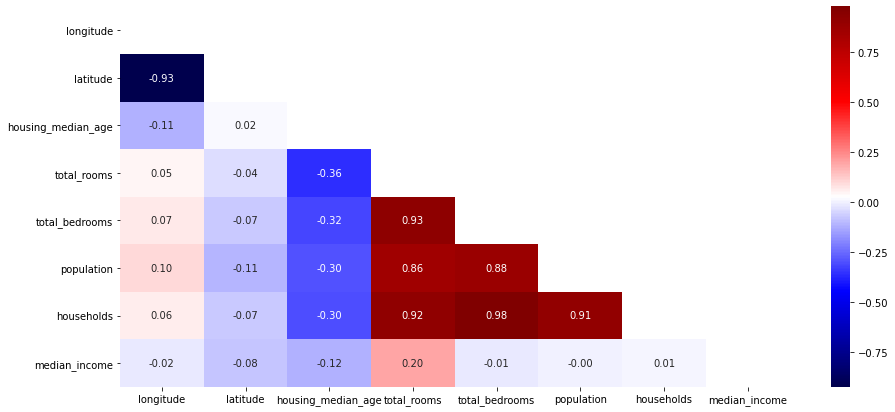 longitude
latitude -0.93
housing_median_age -0.11 0.02
total_rooms 0.05 -0.04 -0.36
total_bedrooms 0.07 -0.07 -0.32 0.93
population 0.10 -0.11 -0.30 0.86 0.88
households 0.06 -0.07 -0.30 0.92 0.98 0.91
median_income -0.02 -0.08 -0.12 0.20 -0.01 -0.00 0.01
longitude latitude housing_median_age total_rooms total_bedrooms population households median_income
0.75
0.50
0.25
0.00
-0.25
-0.50
-0.75